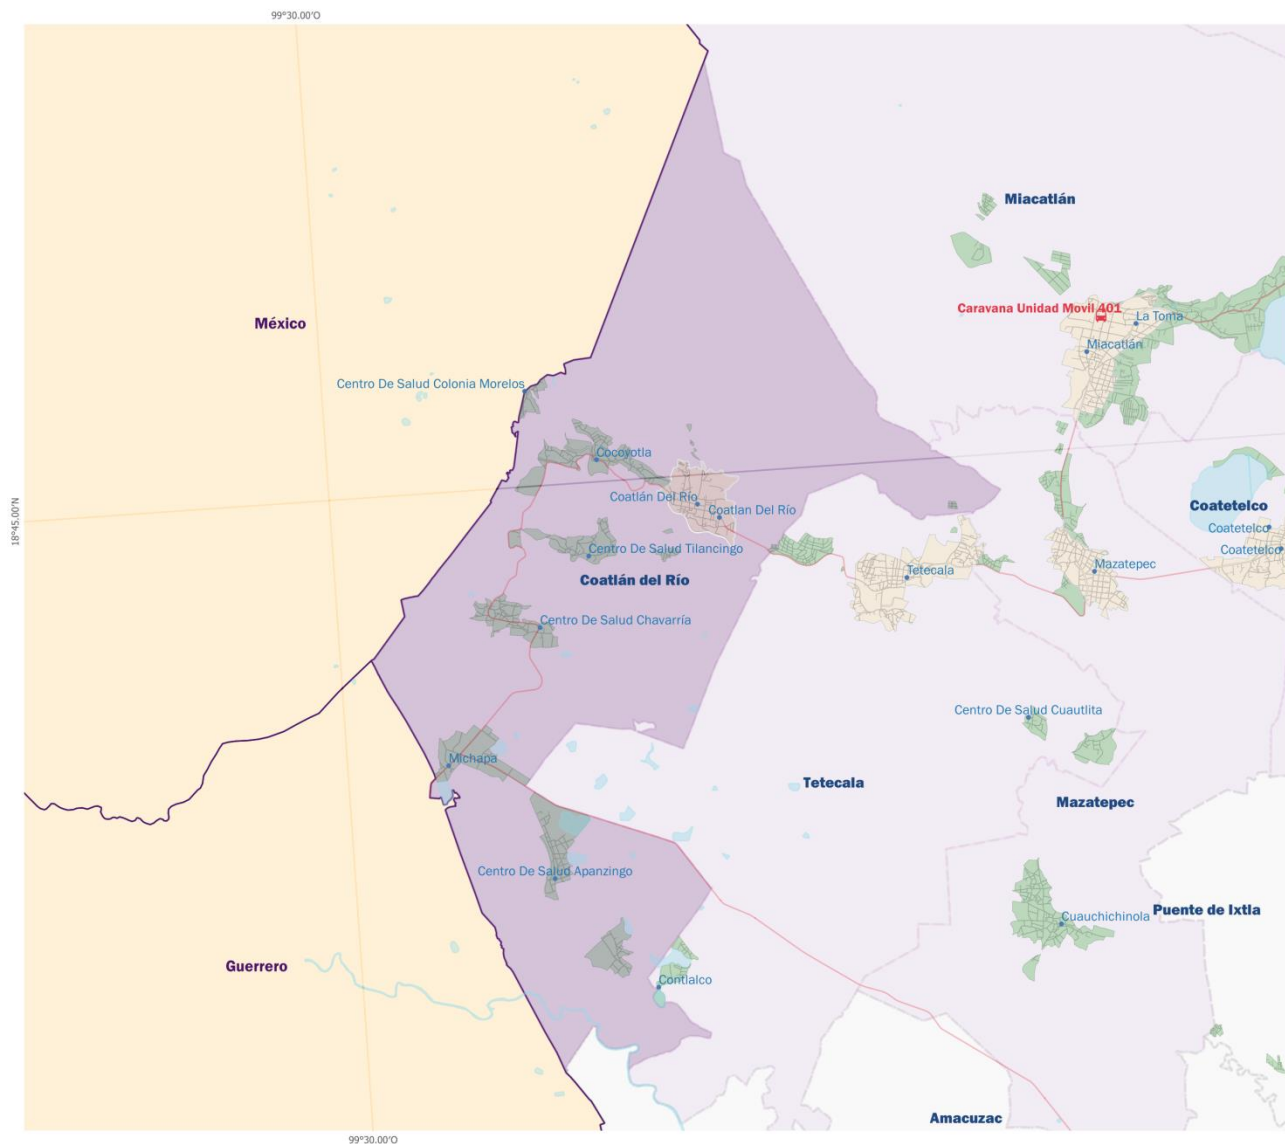 99°30.00'O
Miacatlán
Caravana Unidad Movil 401
La Toma
México
Miacatlán
Centro De Salud Colonia Morelos
Cocoyotla
Coatlán Del Río
Coatetelco
Coatlan Del Río
18°45.00'N
Coatetelco
Centro De Salud Tilancingo
Coatetelco
Mazatepec
Tetecala
Coatlán del Río
Centro De Salud Chavarría
Centro De Salud Cuautlita
Michapa
Tetecala
Mazatepec
Centro De Salud Apanzingo
Puente de Ixtla
Cuauchichinola
Guerrero
Contlalco
Amacuzac
99°30.00'O